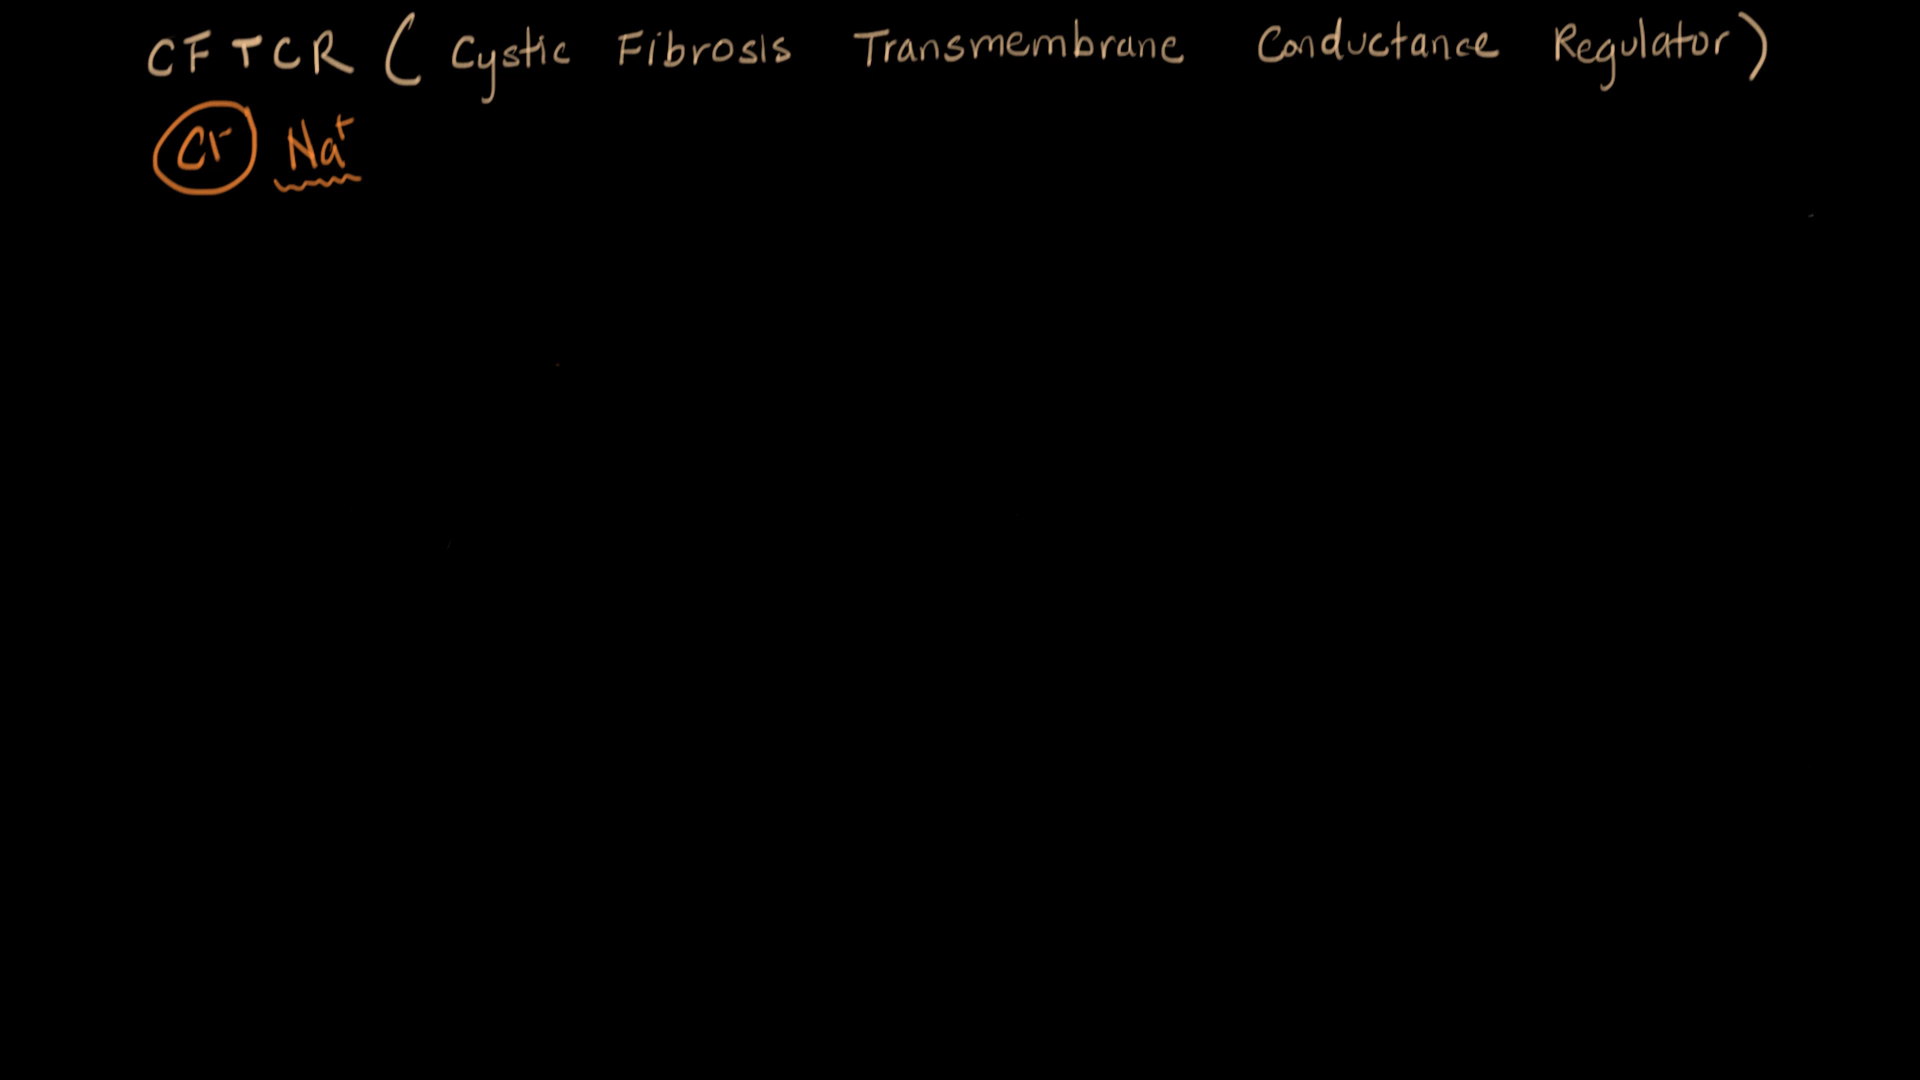 CFTCR (Cystic Fibrosis Transmembrane Conductance Regulator)
Cl⁻ Na⁺